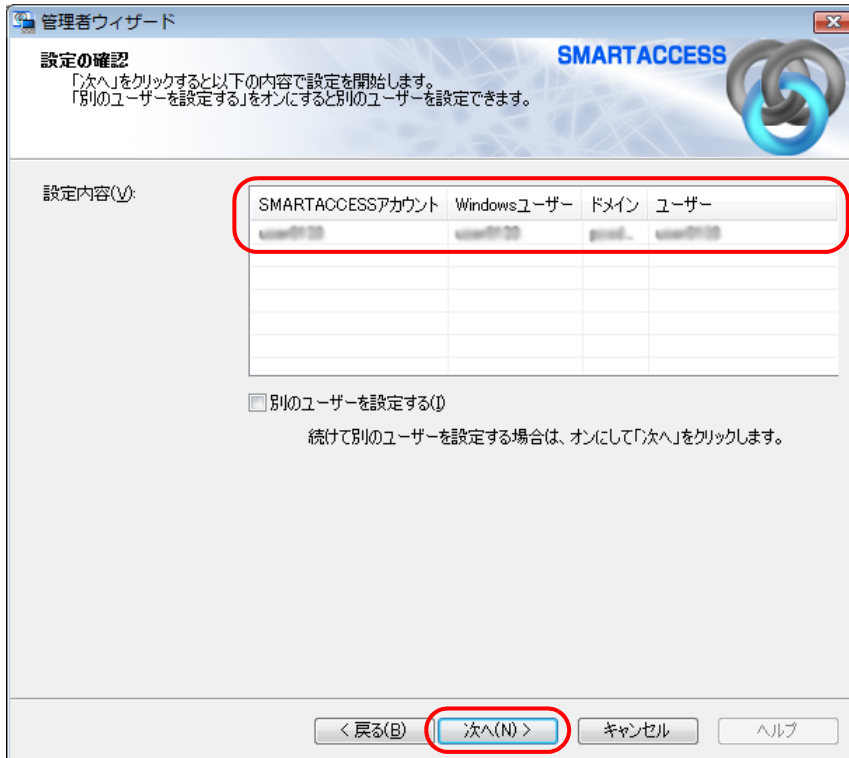 管理者ウィザード
設定の確認
「次へ」をクリックすると以下の内容で設定を開始します。
「別のユーザーを設定する」をオンにすると別のユーザーを設定できます。
SMARTACCESS
設定内容(V):
SMARTACCESSアカウント Windowsユーザー ドメイン ユーザー
別のユーザーを設定する(I)
続けて別のユーザーを設定する場合は、オンにして「次へ」をクリックします。
< 戻る(B) 次へ(N) > キャンセル ヘルプ